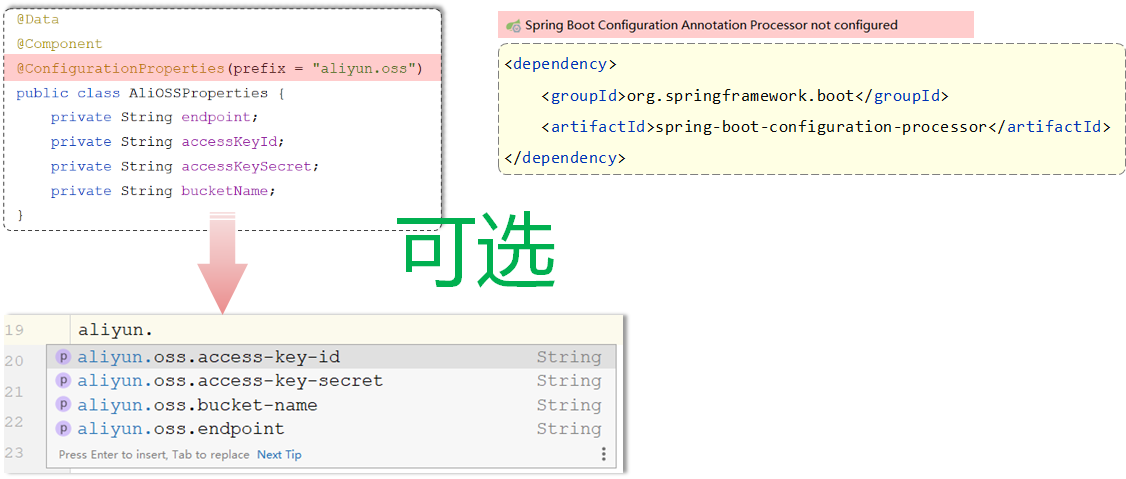 @Data
@Component
@ConfigurationProperties(prefix = "aliyun.oss")
public class AliOSSProperties {
    private String endpoint;
    private String accessKeyId;
    private String accessKeySecret;
    private String bucketName;
}
Spring Boot Configuration Annotation Processor not configured
<dependency>
    <groupId>org.springframework.boot</groupId>
    <artifactId>spring-boot-configuration-processor</artifactId>
</dependency>
可选
19 aliyun.
20 p aliyun.oss.access-key-id String
p aliyun.oss.access-key-secret String
21 p aliyun.oss.bucket-name String
22 p aliyun.oss.endpoint String
23 Press Enter to insert, Tab to replace Next Tip